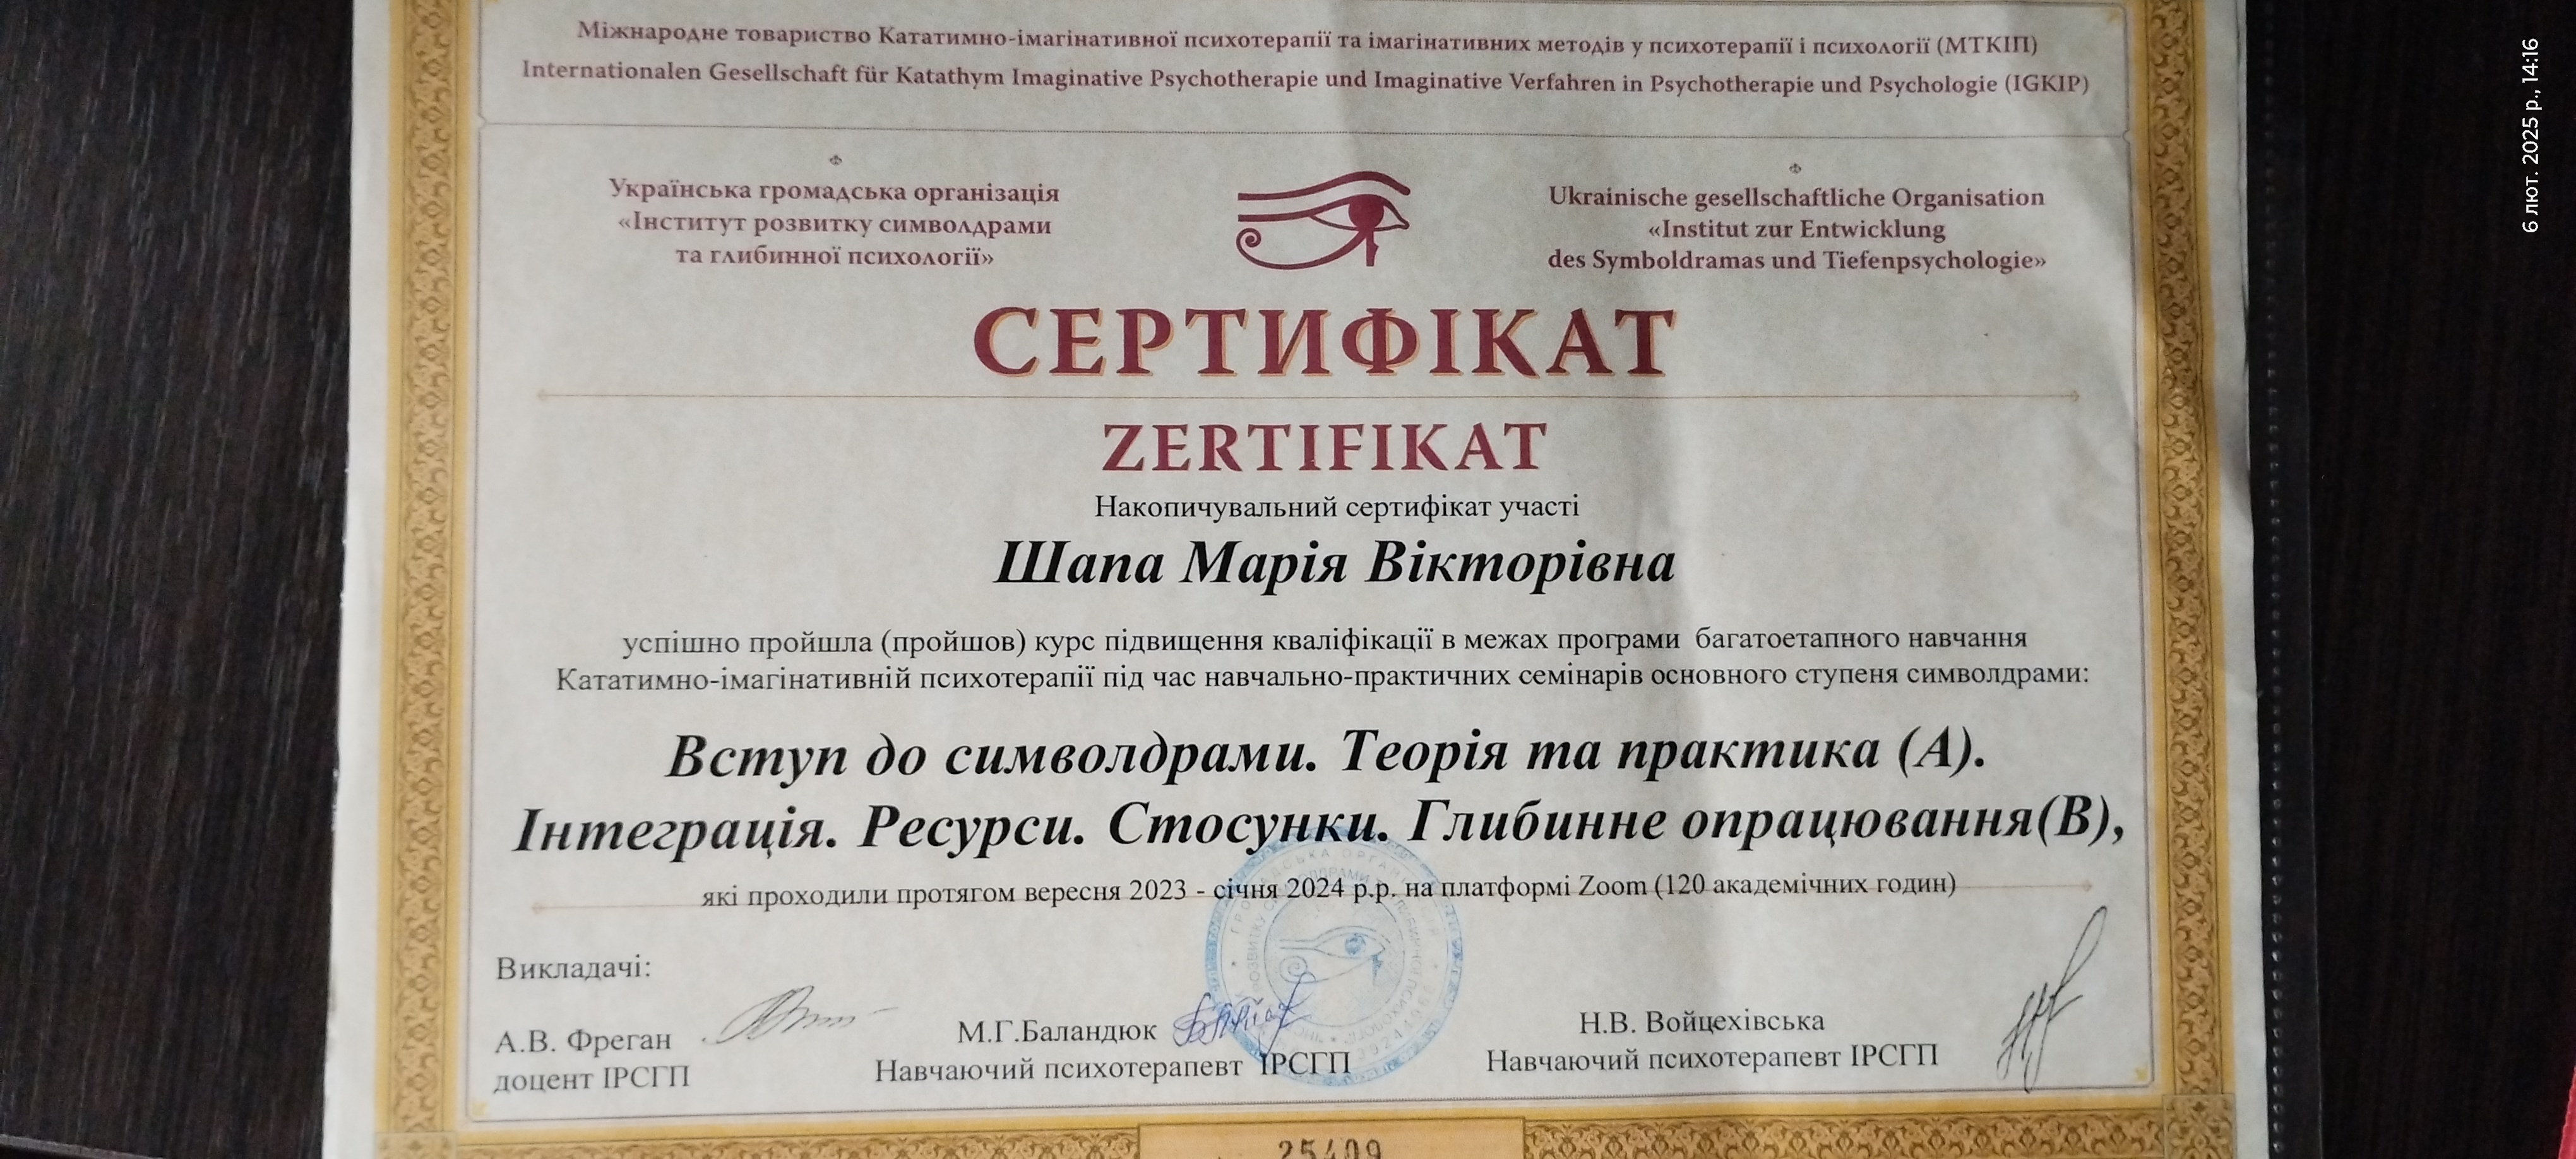 Міжнародне товариство Кататимно-імагінативної психотерапії та імагінативних методів у психотерапії і психології (МТКІП)
Internationalen Gesellschaft für Katathym Imaginative Psychotherapie und Imaginative Verfahren in Psychotherapie und Psychologie (IGKIP)
Українська громадська організація
«Інститут розвитку символдрами
та глибинної психології»
Ukrainische gesellschaftliche Organisation
«Institut zur Entwicklung
des Symboldramas und Tiefenpsychologie»
СЕРТИФІКАТ
ZERTIFIKAT
Накопичувальний сертифікат участі
Шапа Марія Вікторівна
успішно пройшла (пройшов) курс підвищення кваліфікації в межах програми багатоетапного навчання
Кататимно-імагінативній психотерапії під час навчально-практичних семінарів основного ступеня символдрами:
Вступ до символдрами. Теорія та практика (А).
Інтеграція. Ресурси. Стосунки. Глибинне опрацювання(В),
які проходили протягом вересня 2023 - січня 2024 р.р. на платформі Zoom (120 академічних годин)
Викладачі:
А.В. Фреган
доцент ІРСГП
М.Г.Баландюк
Навчаючий психотерапевт ІРСГП
Н.В. Войцехівська
Навчаючий психотерапевт ІРСГП
25409
6 лют. 2025 р., 14:16